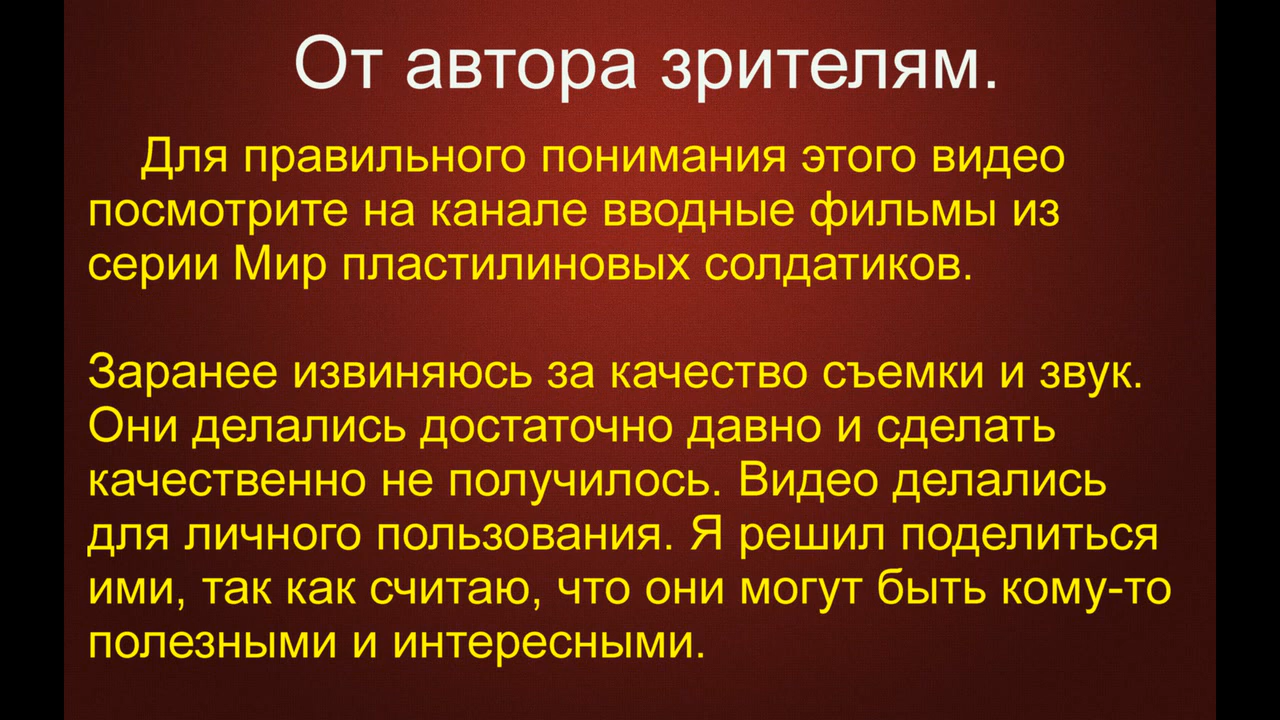 От автора зрителям.
Для правильного понимания этого видео
посмотрите на канале вводные фильмы из
серии Мир пластилиновых солдатиков.
Заранее извиняюсь за качество съемки и звук.
Они делались достаточно давно и сделать
качественно не получилось. Видео делались
для личного пользования. Я решил поделиться
ими, так как считаю, что они могут быть кому-то
полезными и интересными.